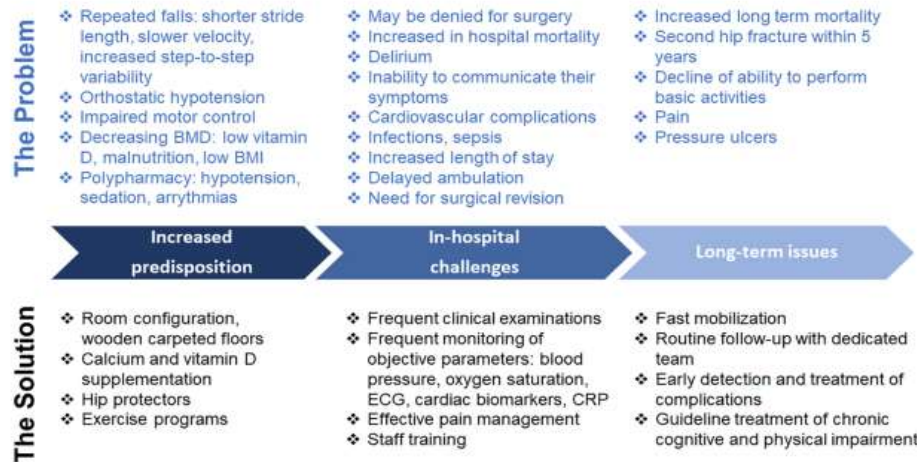 The Problem
❖ Repeated falls: shorter stride
length, slower velocity,
increased step-to-step
variability
❖ Orthostatic hypotension
❖ Impaired motor control
❖ Decreasing BMD: low vitamin
D, malnutrition, low BMI
❖ Polypharmacy: hypotension,
sedation, arrythmias
❖ May be denied for surgery
❖ Increased in hospital mortality
❖ Delirium
❖ Inability to communicate their
symptoms
❖ Cardiovascular complications
❖ Infections, sepsis
❖ Increased length of stay
❖ Delayed ambulation
❖ Need for surgical revision
❖ Increased long term mortality
❖ Second hip fracture within 5
years
❖ Decline of ability to perform
basic activities
❖ Pain
❖ Pressure ulcers
Increased
predisposition
In-hospital
challenges
Long-term issues
The Solution
❖ Room configuration,
wooden carpeted floors
❖ Calcium and vitamin D
supplementation
❖ Hip protectors
❖ Exercise programs
❖ Frequent clinical examinations
❖ Frequent monitoring of
objective parameters: blood
pressure, oxygen saturation,
ECG, cardiac biomarkers, CRP
❖ Effective pain management
❖ Staff training
❖ Fast mobilization
❖ Routine follow-up with dedicated
team
❖ Early detection and treatment of
complications
❖ Guideline treatment of chronic
cognitive and physical impairment